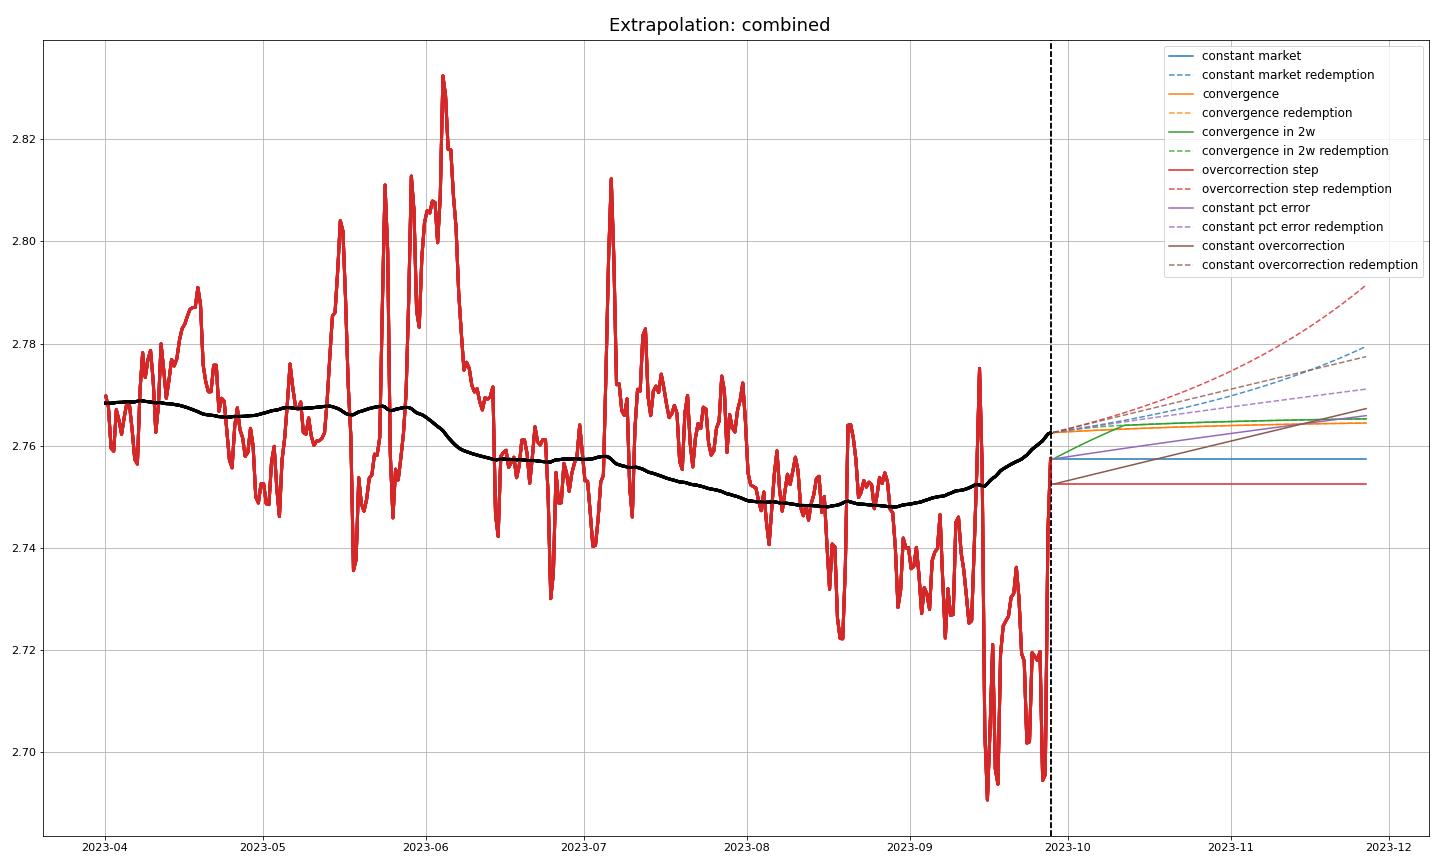 Extrapolation: combined
constant market
constant market redemption
convergence
convergence redemption
convergence in 2w
convergence in 2w redemption
overcorrection step
overcorrection step redemption
constant pct error
constant pct error redemption
constant overcorrection
constant overcorrection redemption
2.82
2.80
2.78
2.76
2.74
2.72
2.70
2023-04 2023-05 2023-06 2023-07 2023-08 2023-09 2023-10 2023-11 2023-12